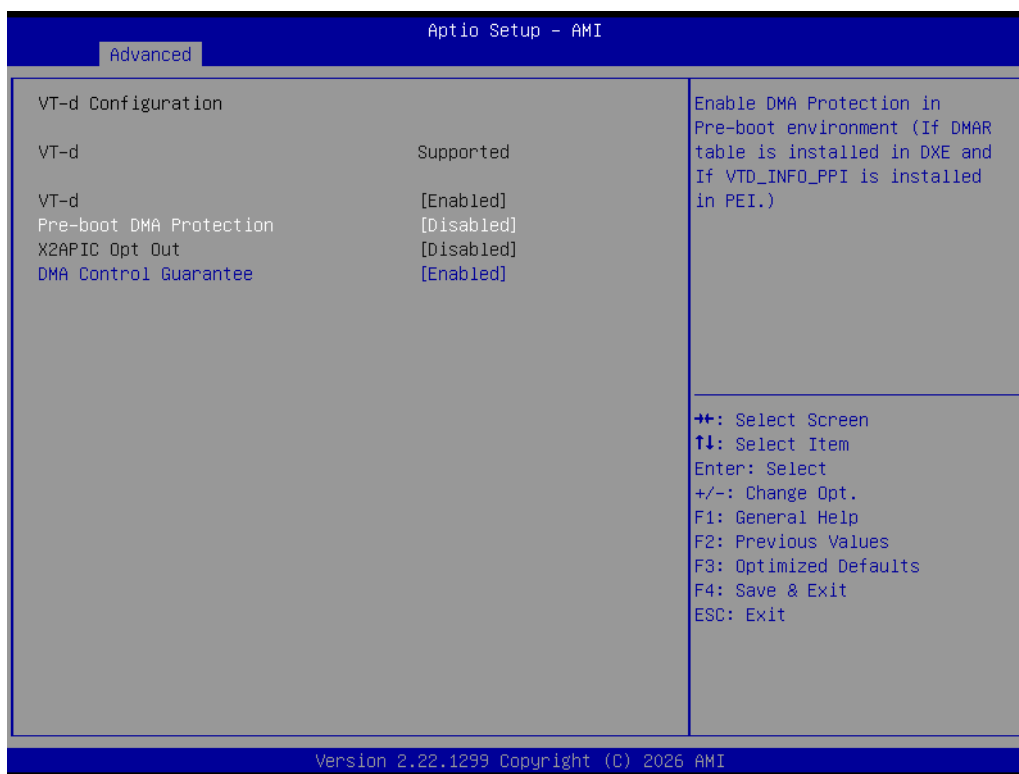 Aptio Setup – AMI
Advanced
VT-d Configuration
VT-d Supported
VT-d [Enabled]
Pre-boot DMA Protection [Disabled]
X2APIC Opt Out [Disabled]
DMA Control Guarantee [Enabled]
Enable DMA Protection in
Pre-boot environment (If DMAR
table is installed in DXE and
If VTD_INFO_PPI is installed
in PEI.)
→←: Select Screen
↑↓: Select Item
Enter: Select
+/-: Change Opt.
F1: General Help
F2: Previous Values
F3: Optimized Defaults
F4: Save & Exit
ESC: Exit
Version 2.22.1299 Copyright (C) 2026 AMI